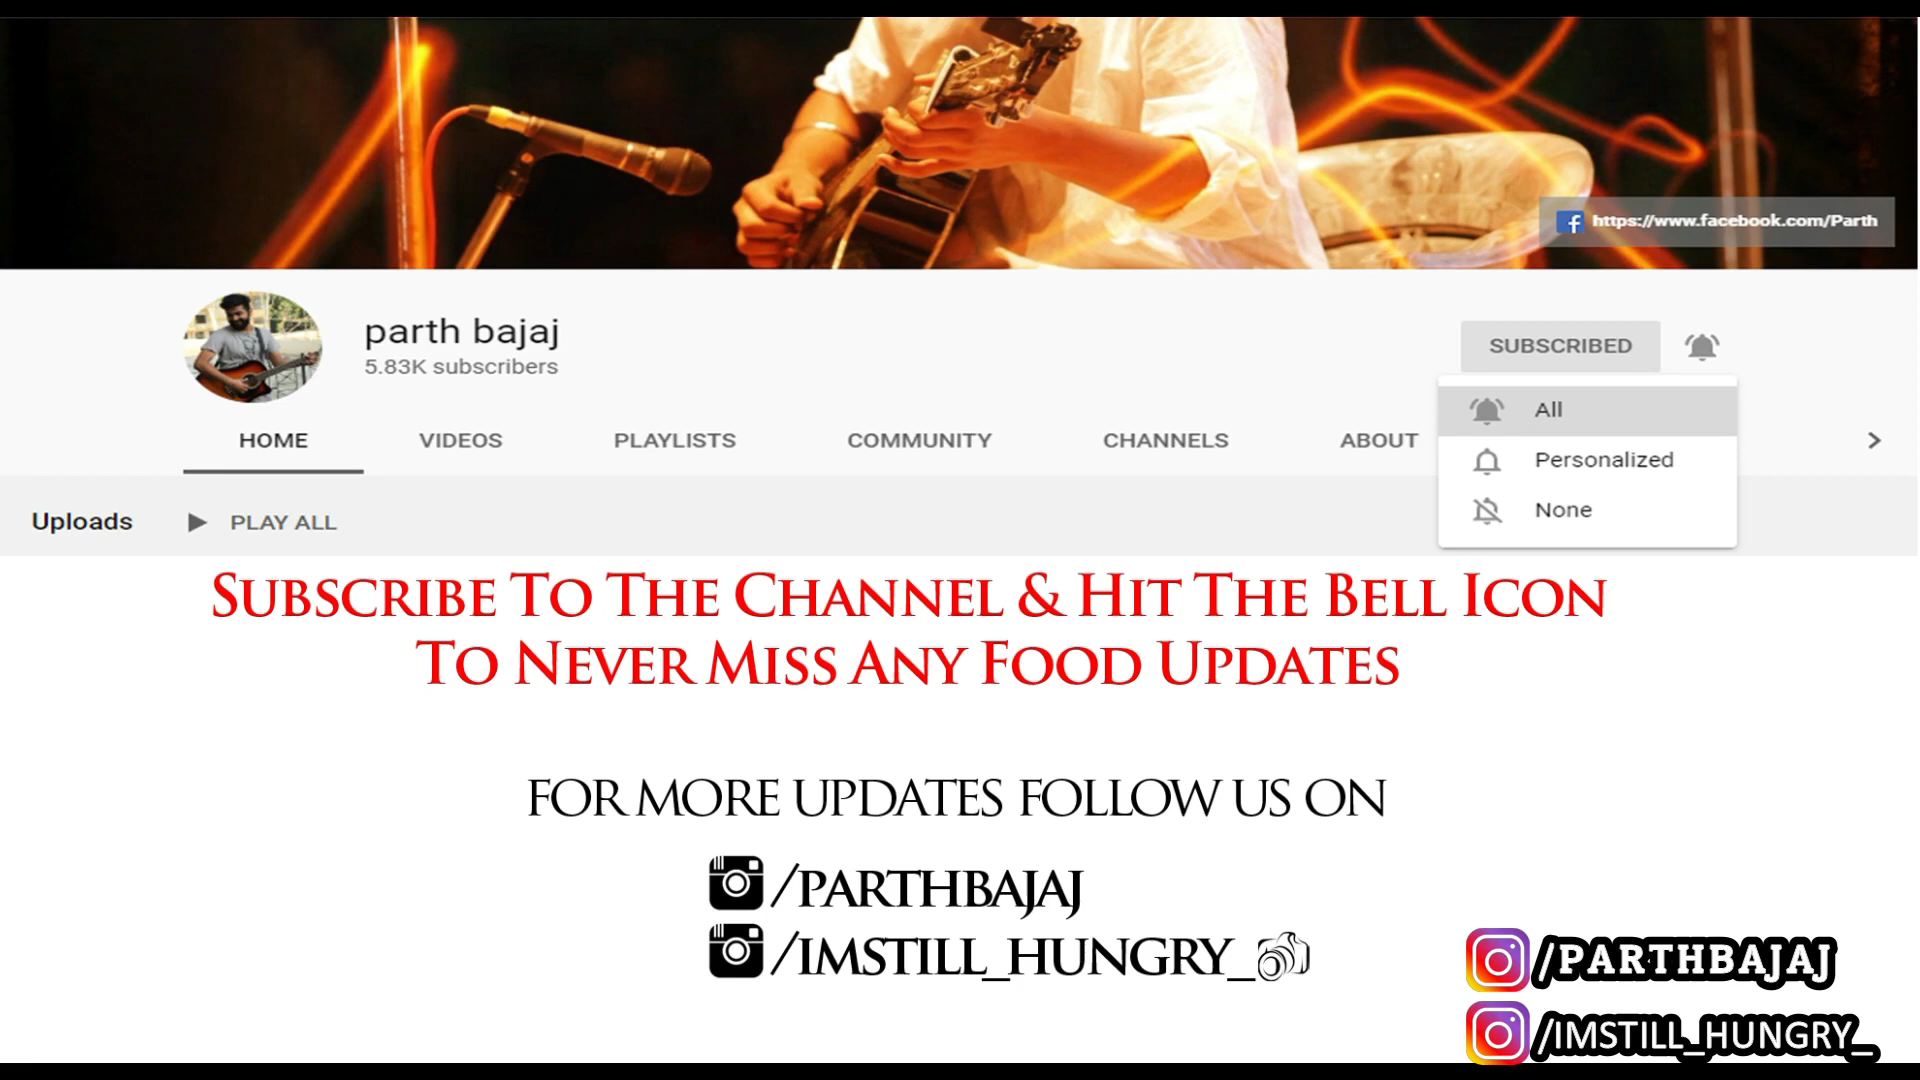 https://www.facebook.com/Parth
parth bajaj
5.83K subscribers
SUBSCRIBED
All
Personalized
None
HOME VIDEOS PLAYLISTS COMMUNITY CHANNELS ABOUT
Uploads PLAY ALL
SUBSCRIBE TO THE CHANNEL & HIT THE BELL ICON
TO NEVER MISS ANY FOOD UPDATES
FOR MORE UPDATES FOLLOW US ON
/PARTHBAJAJ
/IMSTILL_HUNGRY_
/PARTHBAJAJ
/IMSTILL_HUNGRY_